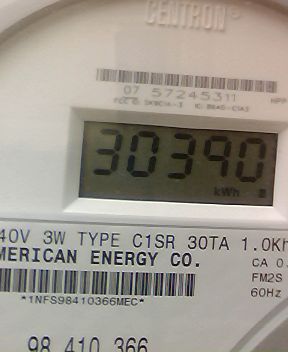 CENTRON®
07 57245311
30390
kWh
40V 3W TYPE C1SR 30TA 1.0Kh
MERICAN ENERGY CO.
CA 0.
FM2S
60Hz
*1NFS98410366MEC*
98 410 366